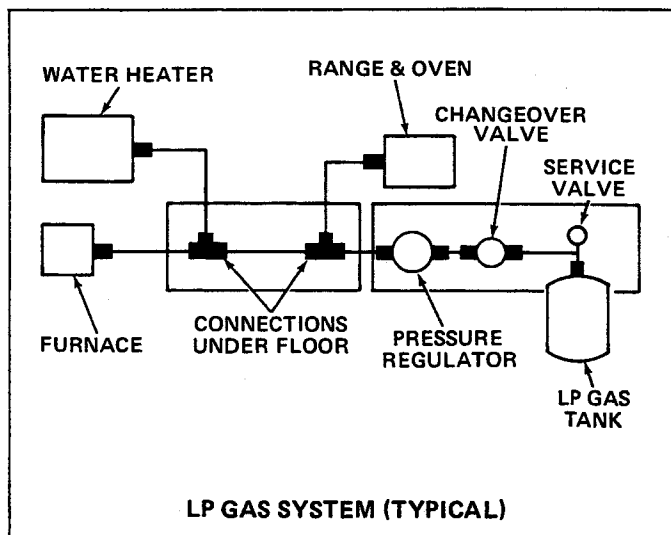 WATER HEATER
RANGE & OVEN
CHANGEOVER
VALVE
SERVICE
VALVE
FURNACE
CONNECTIONS
UNDER FLOOR
PRESSURE
REGULATOR
LP GAS
TANK
LP GAS SYSTEM (TYPICAL)